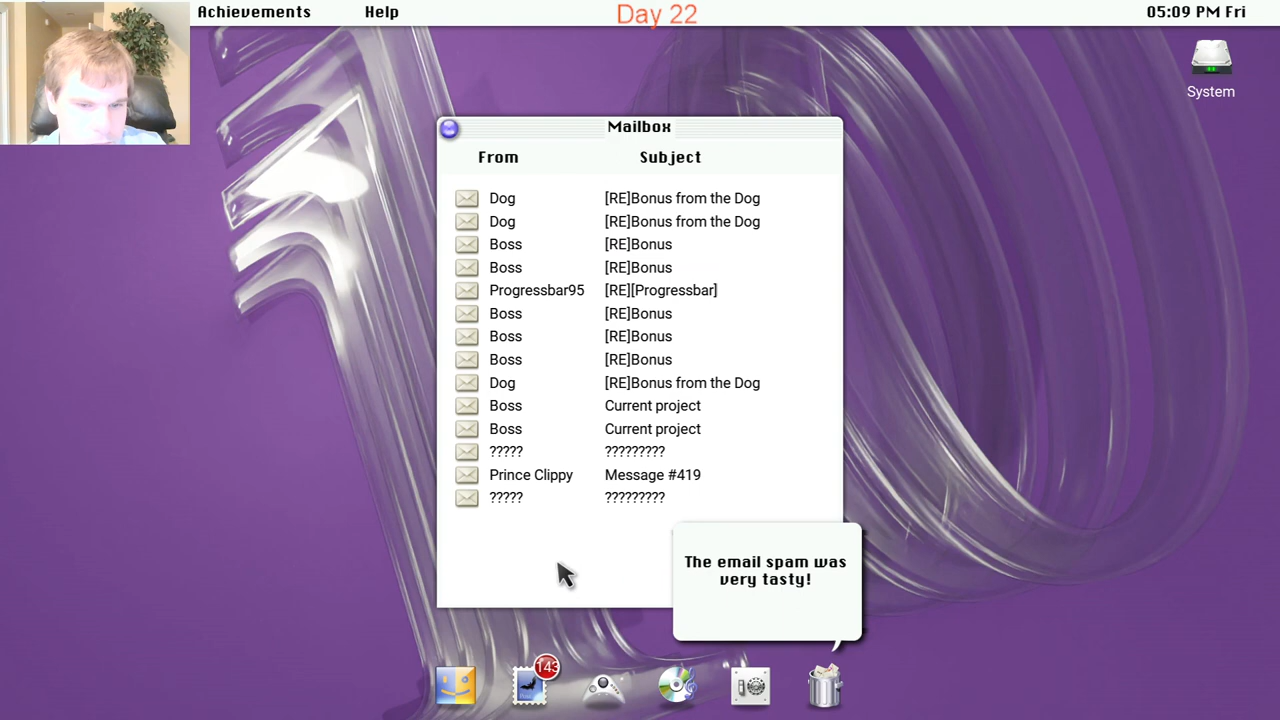 Achievements Help Day 22 05:09 PM Fri
System
Mailbox
From Subject
Dog [RE]Bonus from the Dog
Dog [RE]Bonus from the Dog
Boss [RE]Bonus
Boss [RE]Bonus
Progressbar95 [RE][Progressbar]
Boss [RE]Bonus
Boss [RE]Bonus
Boss [RE]Bonus
Dog [RE]Bonus from the Dog
Boss Current project
Boss Current project
????? ?????????
Prince Clippy Message #419
????? ?????????
The email spam was
very tasty!
143